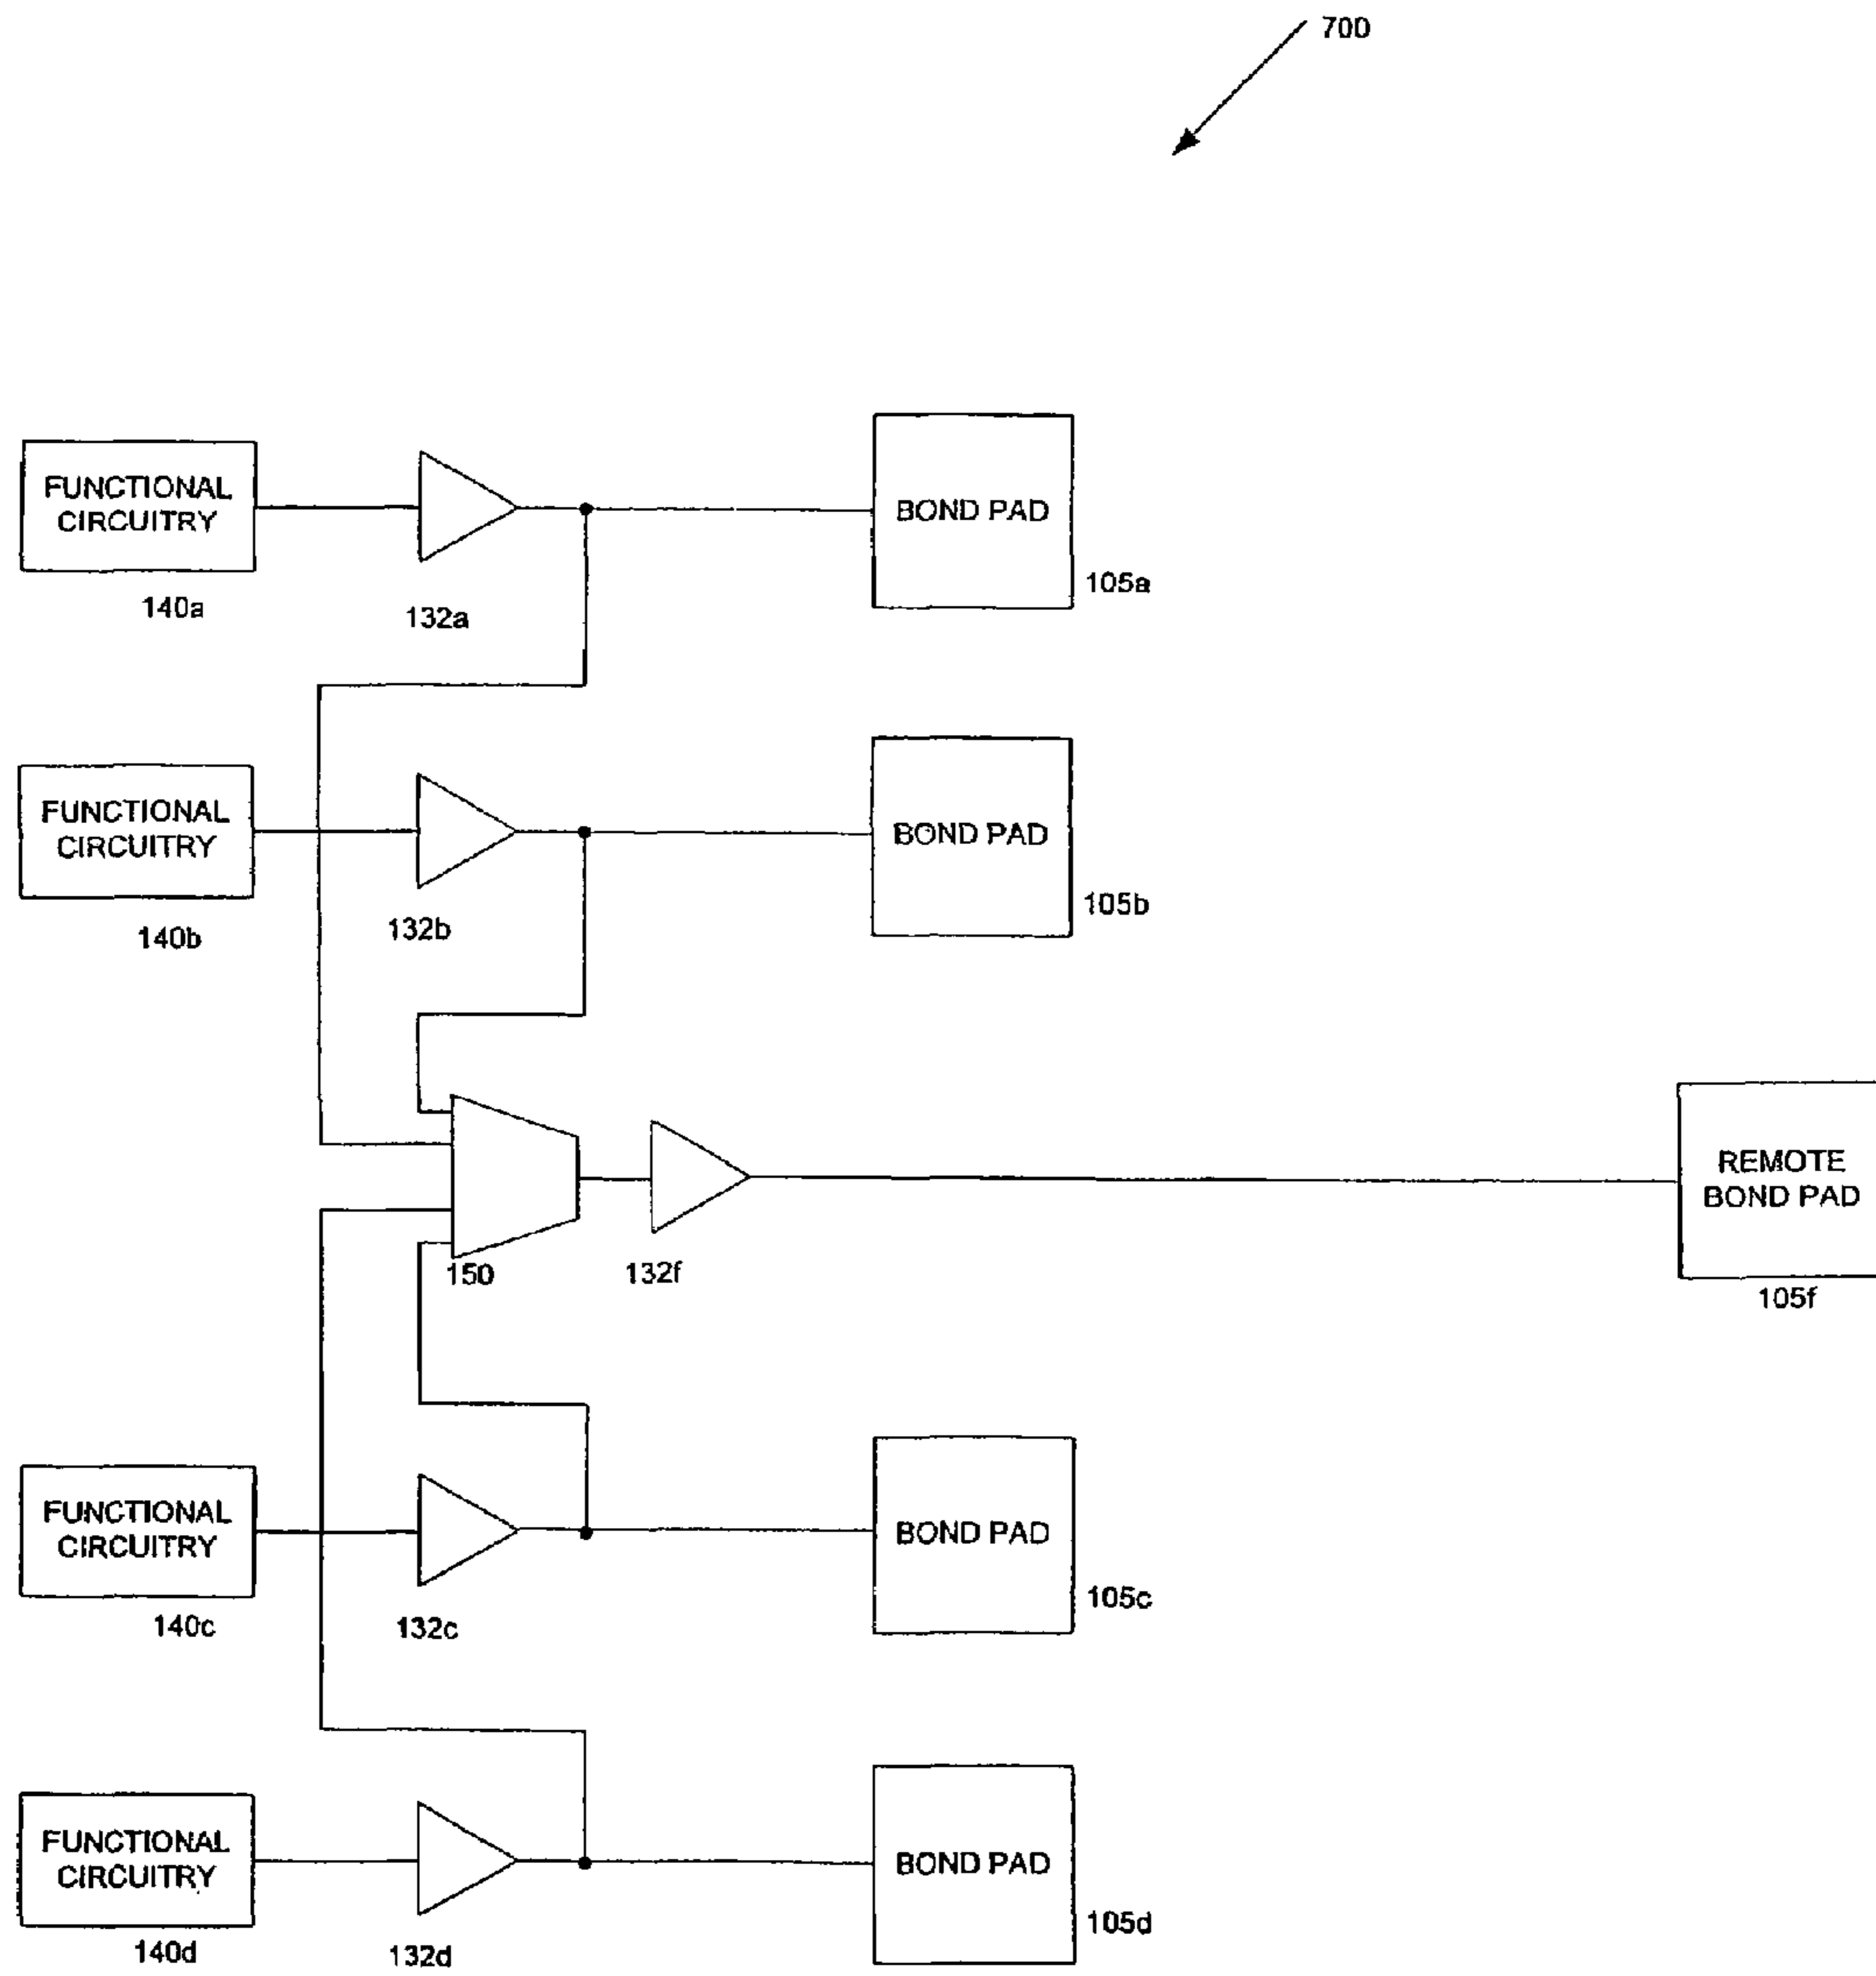 700
FUNCTIONAL
CIRCUITRY
140a
132a
BOND PAD
105a
FUNCTIONAL
CIRCUITRY
140b
132b
BOND PAD
105b
150
132f
REMOTE
BOND PAD
105f
FUNCTIONAL
CIRCUITRY
140c
132c
BOND PAD
105c
FUNCTIONAL
CIRCUITRY
140d
132d
BOND PAD
105d